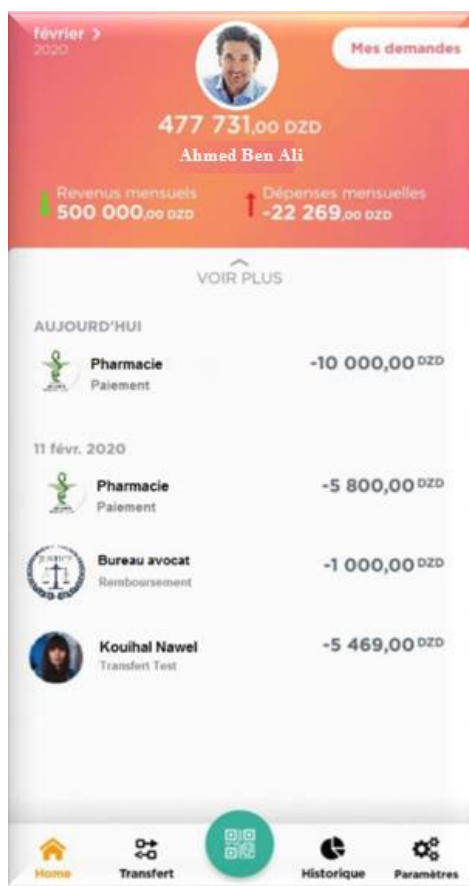 février >
2020
Mes demandes
477 731,00 DZD
Ahmed Ben Ali
Revenus mensuels
500 000,00 DZD
Dépenses mensuelles
-22 269,00 DZD
VOIR PLUS
AUJOURD'HUI
Pharmacie
-10 000,00 DZD
Paiement
11 févr. 2020
Pharmacie
-5 800,00 DZD
Paiement
Bureau avocat
-1 000,00 DZD
Remboursement
Kouihal Nawel
-5 469,00 DZD
Transfert Test
Home
Transfert
Historique
Paramètres